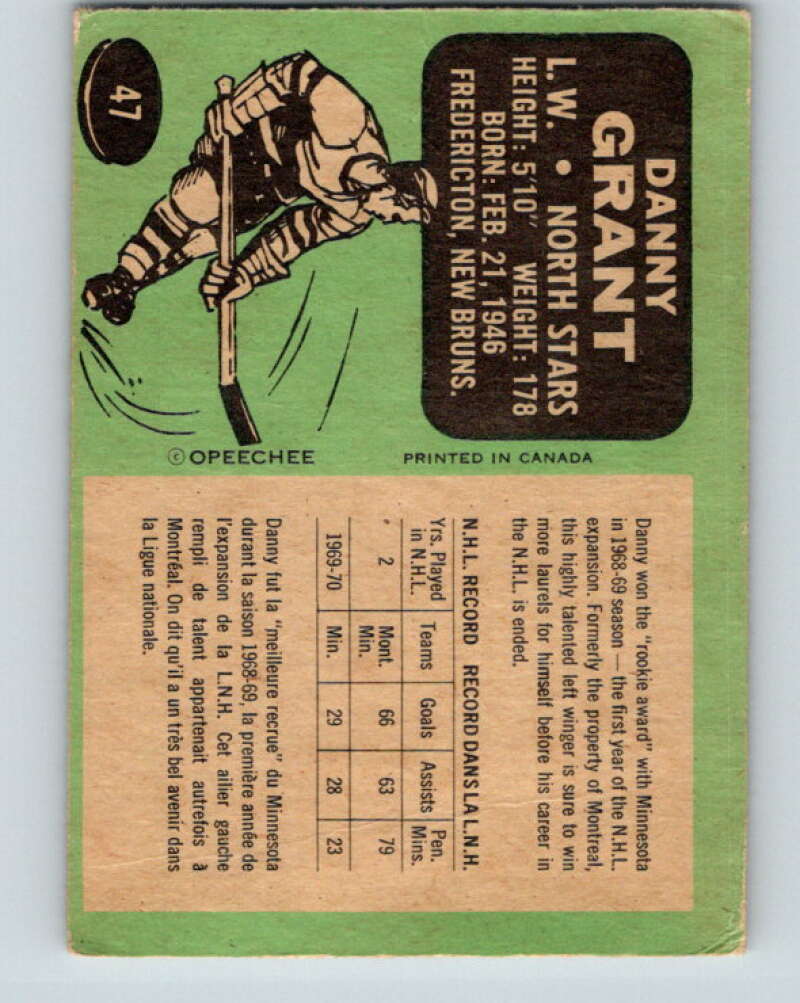 47
DANNY
GRANT
L.W. • NORTH STARS
HEIGHT: 5'10" WEIGHT: 178
BORN: FEB. 21, 1946
FREDERICTON, NEW BRUNS.
© OPEECHEE
PRINTED IN CANADA
Danny won the "rookie award" with Minnesota
in 1968-69 season — the first year of the N.H.L.
expansion. Formerly the property of Montreal,
this highly talented left winger is sure to win
more laurels for himself before his career in
the N.H.L. is ended.
N.H.L. RECORD RECORD DANS LA L.N.H.
Yrs. Played in N.H.L. Teams Goals Assists Pen. Mins.
2 Mont. Min. 66 63 79
1969-70 Min. 29 28 23
Danny fut la "meilleure recrue" du Minnesota
durant la saison 1968-69, la première année de
l'expansion de la L.N.H. Cet ailier gauche
rempli de talent appartenait autrefois à
Montréal. On dit qu'il a un très bel avenir dans
la Ligue nationale.